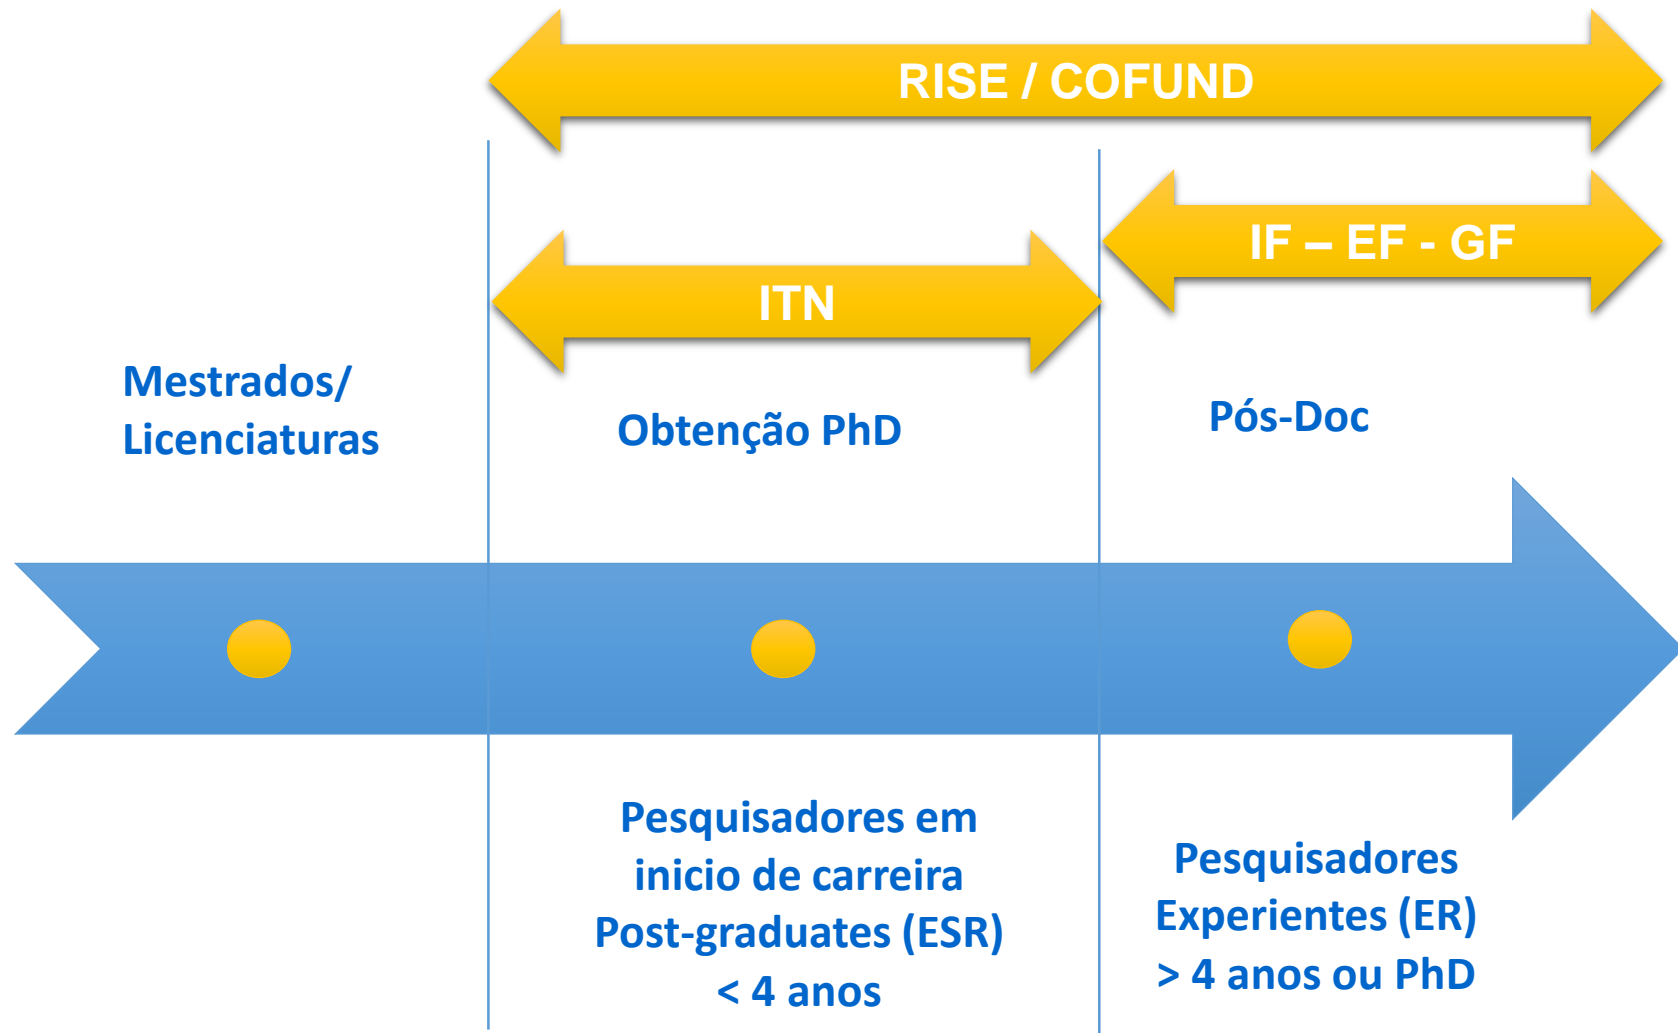 RISE / COFUND
IF – EF - GF
ITN
Mestrados/
Licenciaturas
Obtenção PhD
Pós-Doc
Pesquisadores em
inicio de carreira
Post-graduates (ESR)
< 4 anos
Pesquisadores
Experientes (ER)
> 4 anos ou PhD